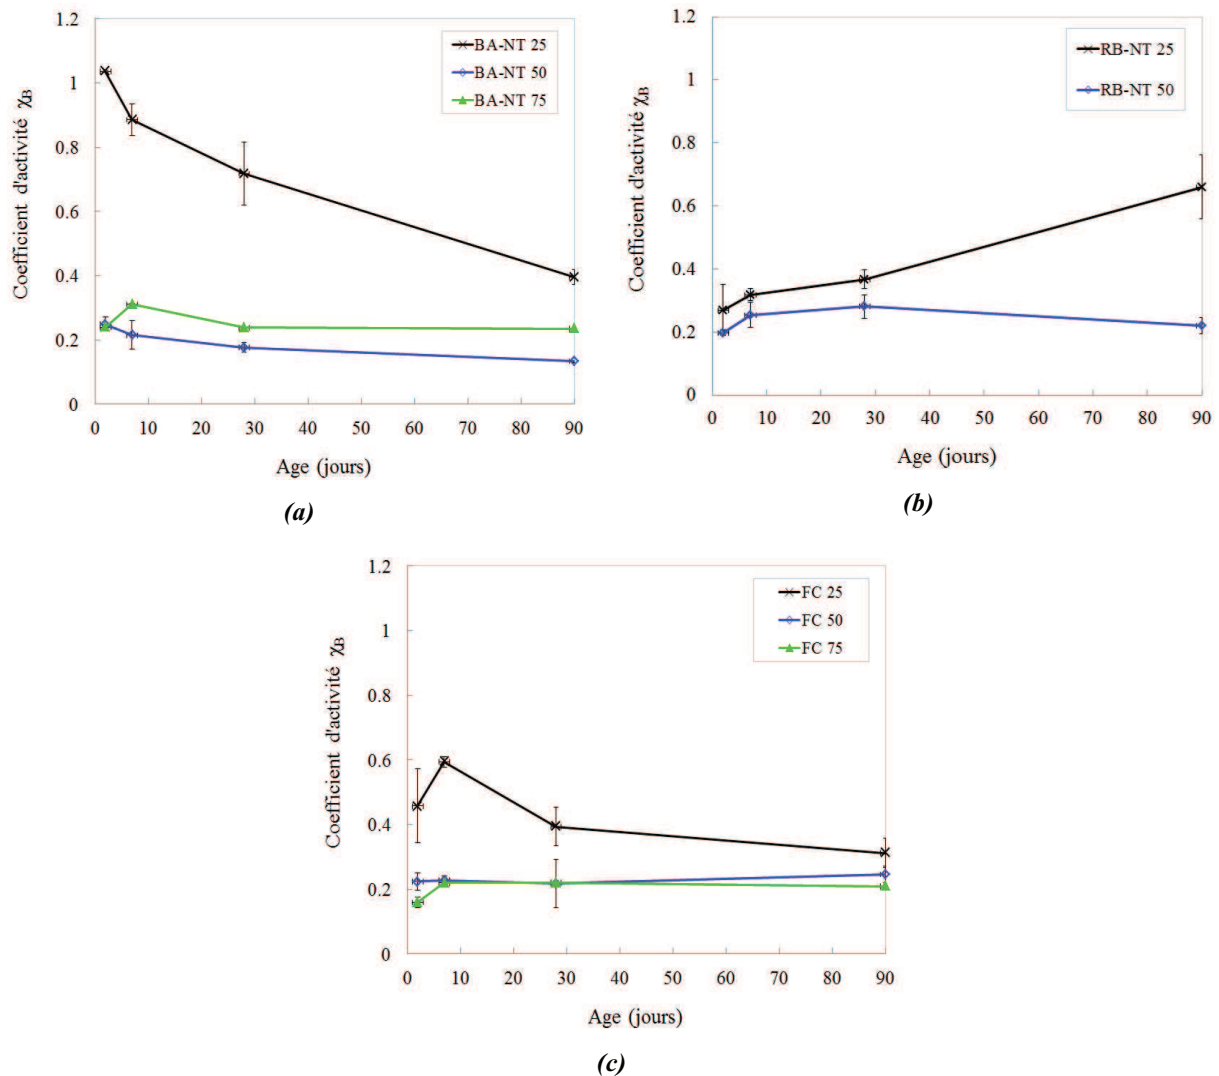 1.2
1
0.8
0.6
0.4
0.2
0
Coefficient d'activité χB
BA-NT 25
BA-NT 50
BA-NT 75
0 10 20 30 40 50 60 70 80 90
Age (jours)
(a)
1.2
1
0.8
0.6
0.4
0.2
0
Coefficient d'activité χB
RB-NT 25
RB-NT 50
0 10 20 30 40 50 60 70 80 90
Age (jours)
(b)
1.2
1
0.8
0.6
0.4
0.2
0
Coefficient d'activité χB
FC 25
FC 50
FC 75
0 10 20 30 40 50 60 70 80 90
Age (jours)
(c)